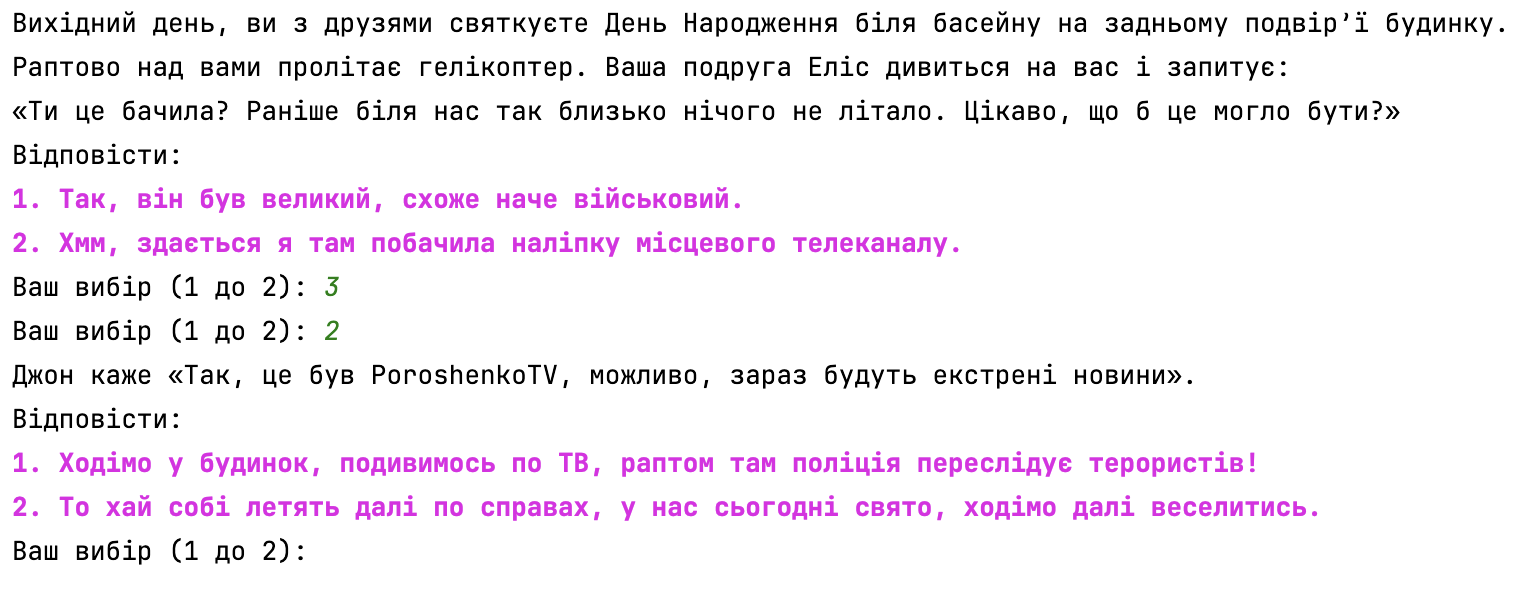 Вихідний день, ви з друзями святкуєте День Народження біля басейну на задньому подвір’ї будинку.
Раптово над вами пролітає гелікоптер. Ваша подруга Еліс дивиться на вас і запитує:
«Ти це бачила? Раніше біля нас так близько нічого не літало. Цікаво, що б це могло бути?»
Відповісти:
1. Так, він був великий, схоже наче військовий.
2. Хмм, здається я там побачила наліпку місцевого телеканалу.
Ваш вибір (1 до 2): 3
Ваш вибір (1 до 2): 2
Джон каже «Так, це був PoroshenkoTV, можливо, зараз будуть екстрені новини».
Відповісти:
1. Ходімо у будинок, подивимось по ТВ, раптом там поліція переслідує терористів!
2. То хай собі летять далі по справах, у нас сьогодні свято, ходімо далі веселитись.
Ваш вибір (1 до 2):